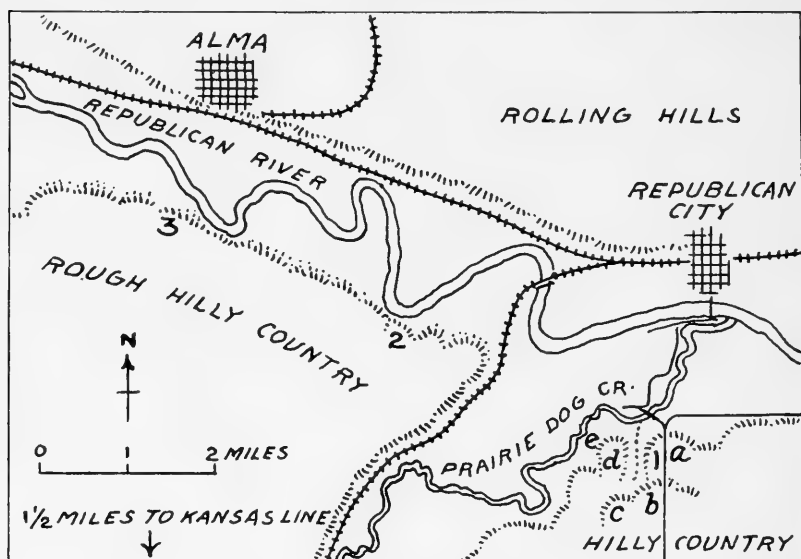 ALMA
REPUBLICAN RIVER
ROLLING HILLS
REPUBLICAN
CITY
3
ROUGH HILLY COUNTRY
2
N
PRAIRIE DOG CR.
0 1 2 MILES
e
d
1
a
c
b
1 1/2 MILES TO KANSAS LINE
HILLY COUNTRY